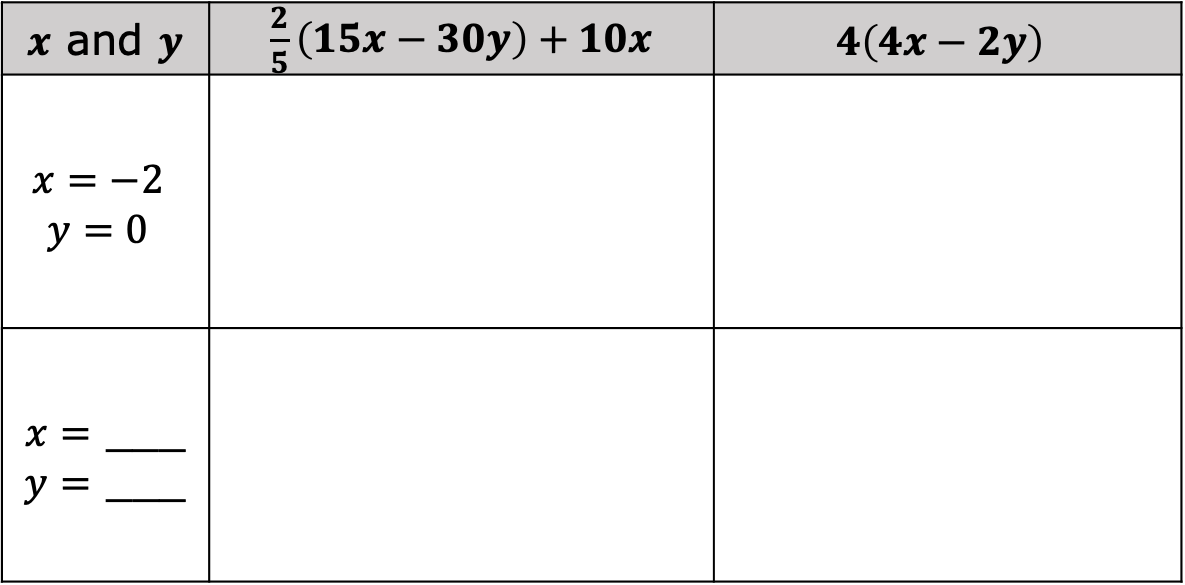 x and y
2/5(15x − 30y) + 10x
4(4x − 2y)
x = −2
y = 0
x = ____
y = ____